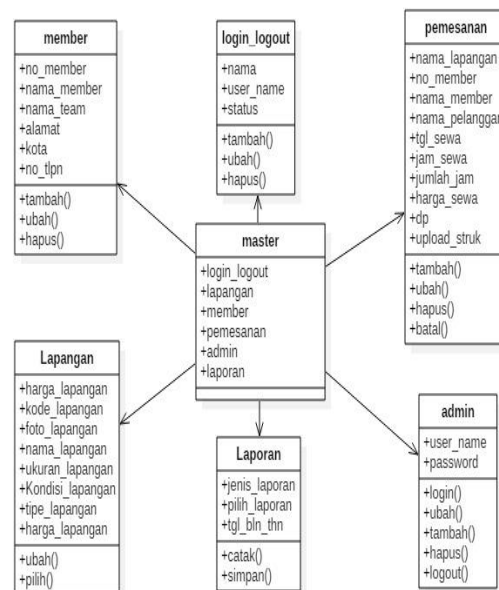 member
+no_member
+nama_member
+nama_team
+alamat
+kota
+no_tlpn
+tambah()
+ubah()
+hapus()
login_logout
+nama
+user_name
+status
+tambah()
+ubah()
+hapus()
pemesanan
+nama_lapangan
+no_member
+nama_member
+nama_pelanggan
+tgl_sewa
+jam_sewa
+jumlah_jam
+harga_sewa
+dp
+upload_struk
+tambah()
+ubah()
+hapus()
+batal()
master
+login_logout
+lapangan
+member
+pemesanan
+admin
+laporan
Lapangan
+harga_lapangan
+kode_lapangan
+foto_lapangan
+nama_lapangan
+ukuran_lapangan
+Kondisi_lapangan
+tipe_lapangan
+harga_lapangan
+ubah()
+pilih()
Laporan
+jenis_laporan
+pilih_laporan
+tgl_bln_thn
+catak()
+simpan()
admin
+user_name
+password
+login()
+ubah()
+tambah()
+hapus()
+logout()